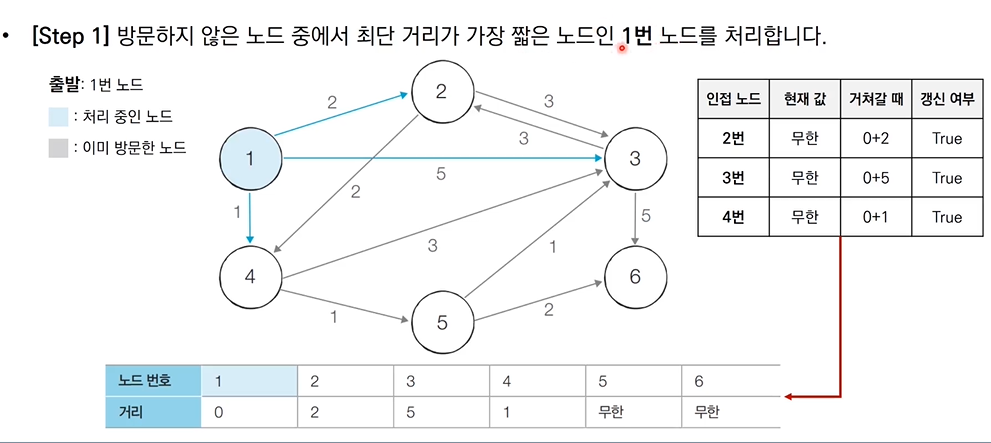 • [Step 1] 방문하지 않은 노드 중에서 최단 거리가 가장 짧은 노드인 1번 노드를 처리합니다.
출발: 1번 노드
: 처리 중인 노드
: 이미 방문한 노드
1
2
3
4
5
6
2
5
1
3
3
2
3
1
1
2
5
인접 노드 현재 값 거쳐갈 때 갱신 여부
2번 무한 0+2 True
3번 무한 0+5 True
4번 무한 0+1 True
노드 번호 1 2 3 4 5 6
거리 0 2 5 1 무한 무한